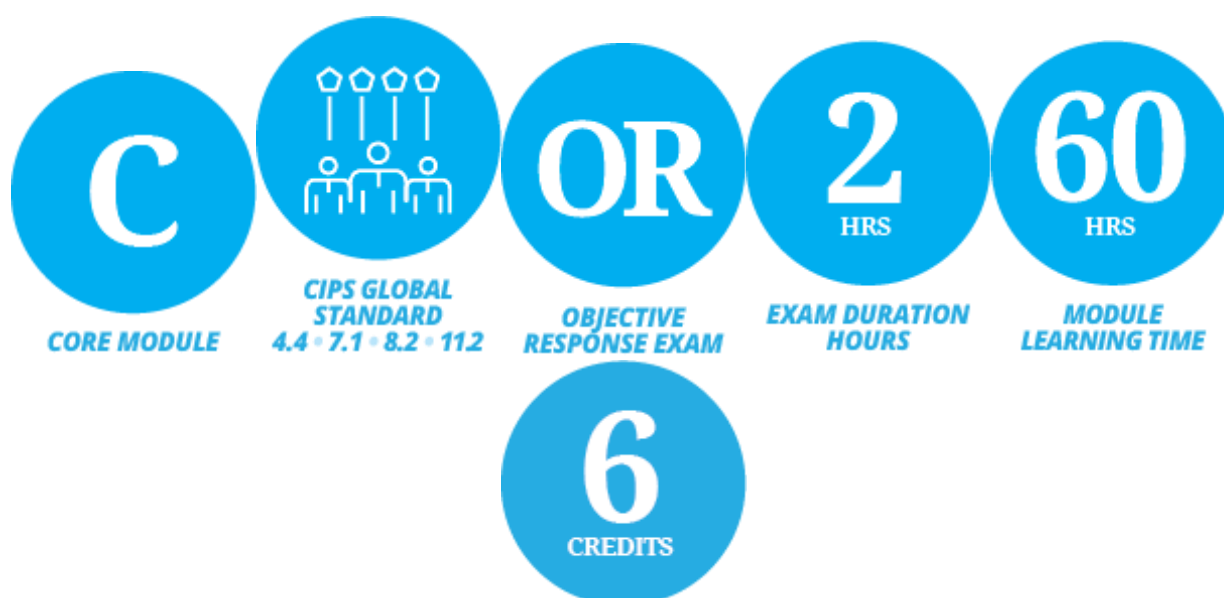 C
CORE MODULE
CIPS GLOBAL
STANDARD
4.4 • 7.1 • 8.2 • 11.2
OR
OBJECTIVE
RESPONSE EXAM
2
HRS
EXAM DURATION
HOURS
60
HRS
MODULE
LEARNING TIME
6
CREDITS